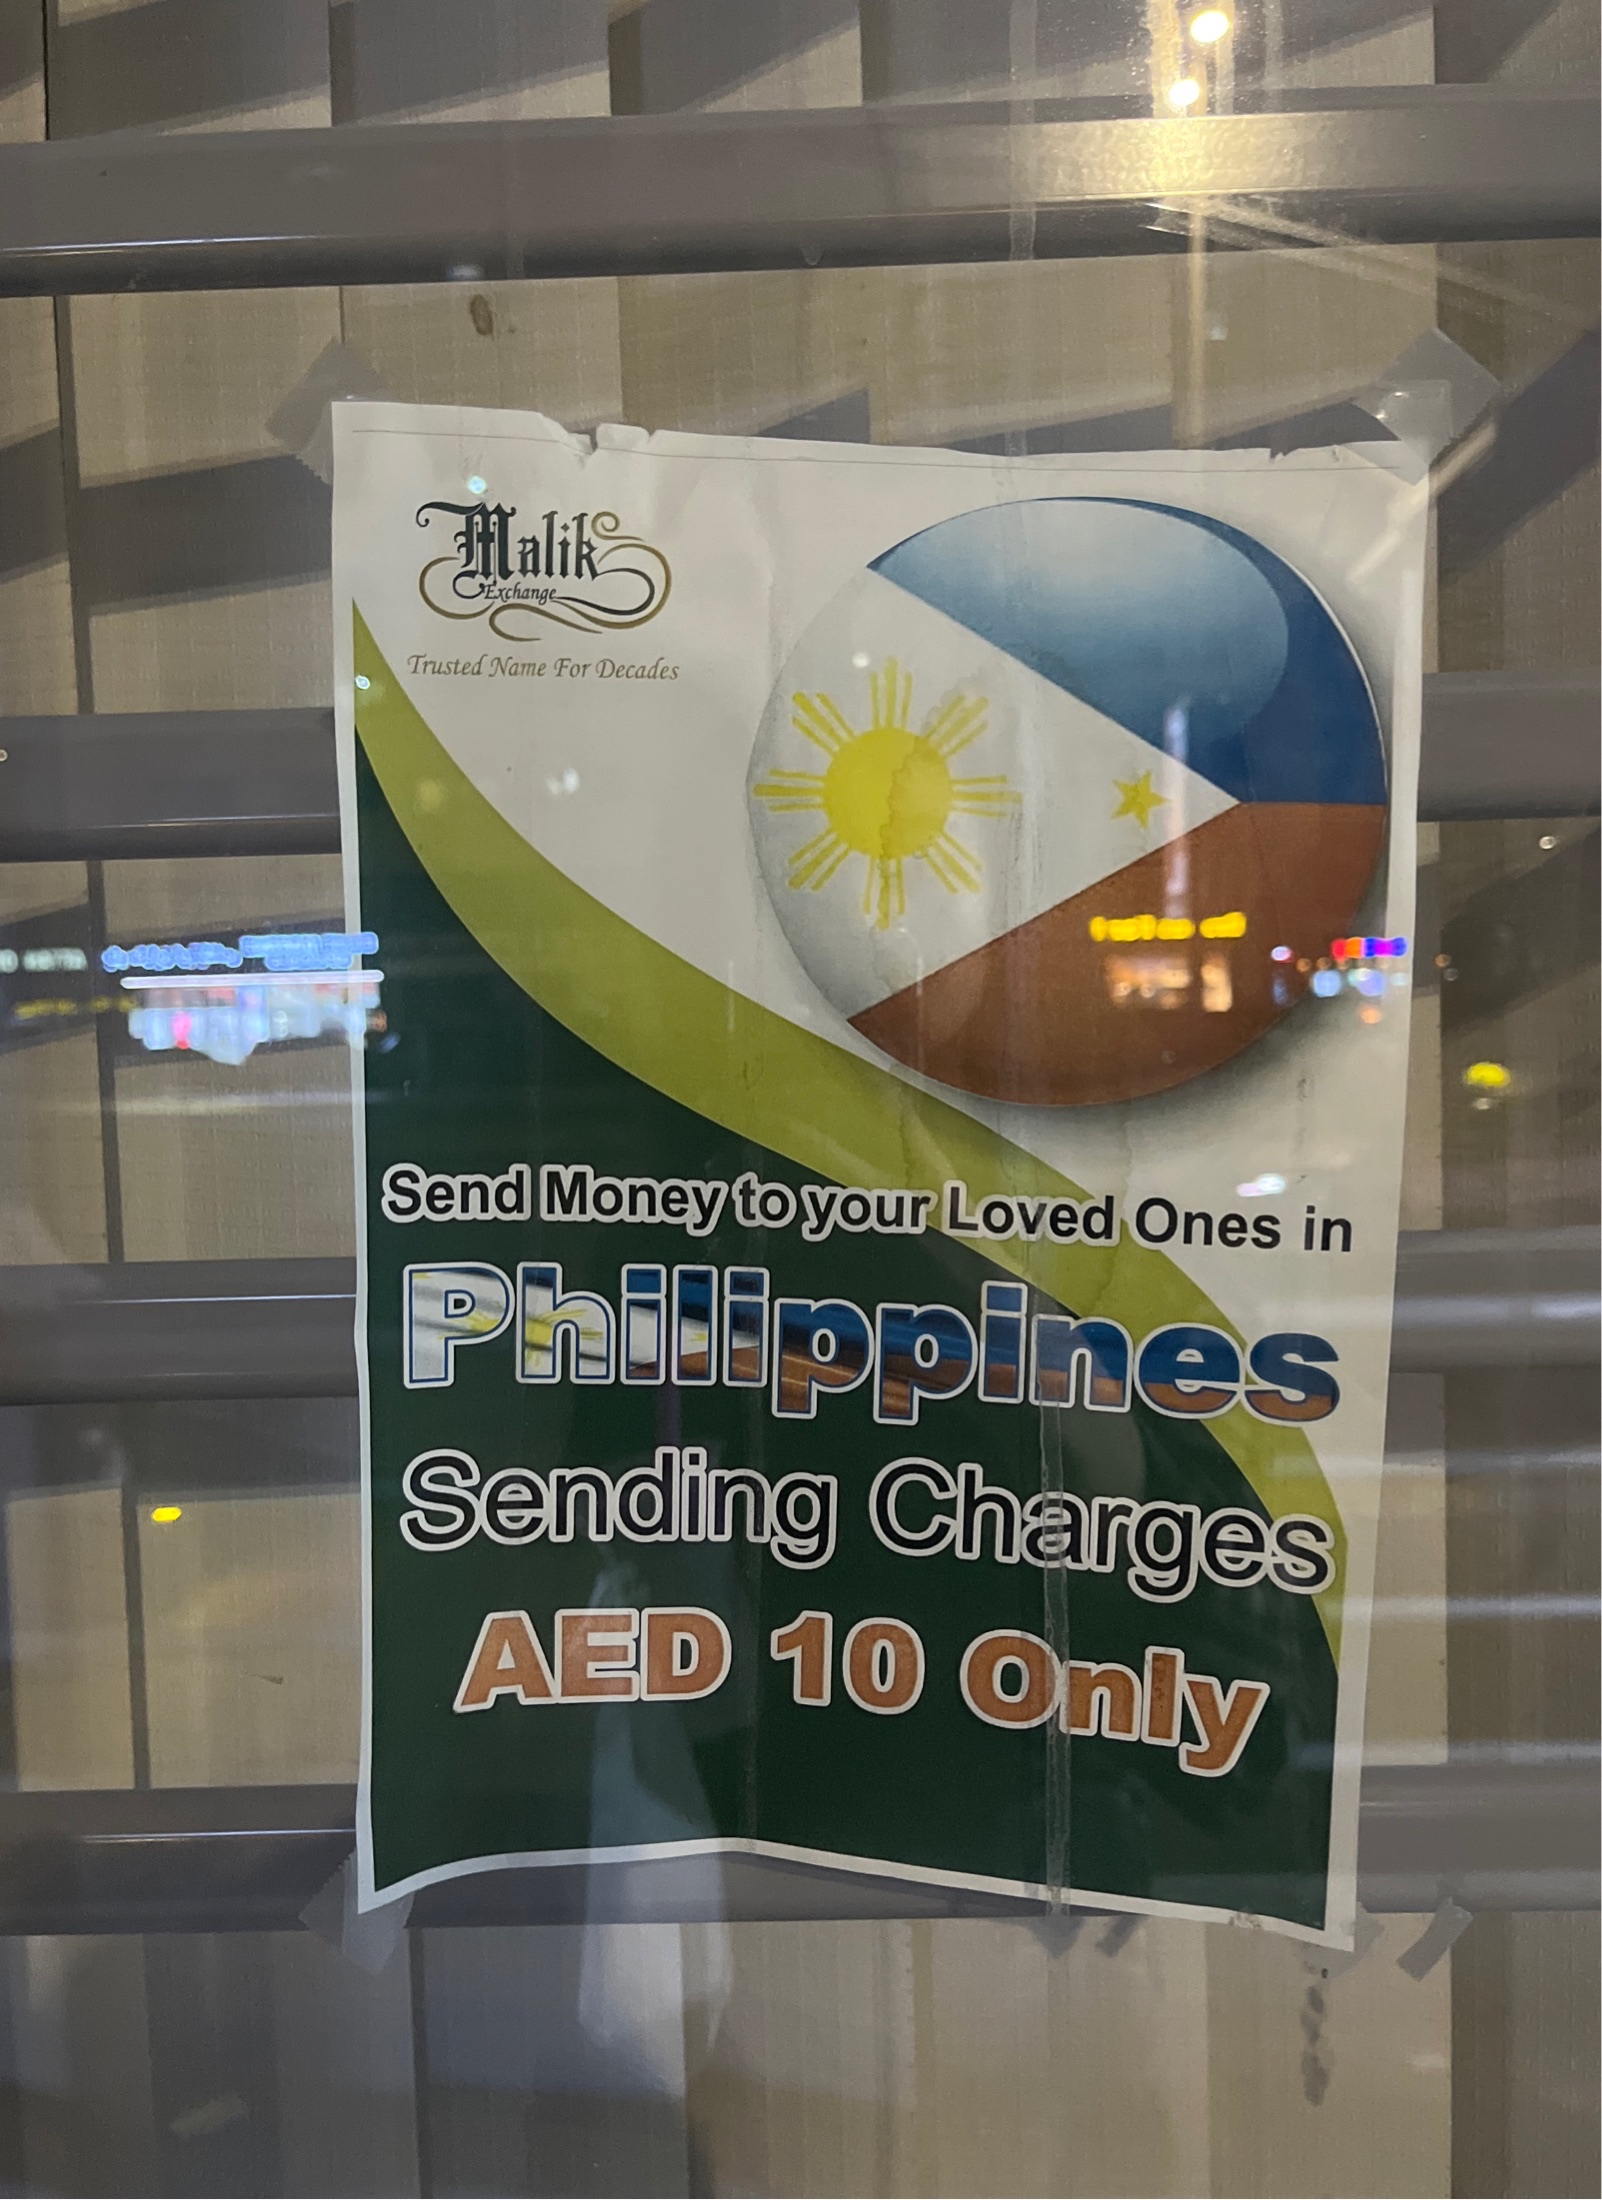 Malik
Exchange
Trusted Name For Decades
Send Money to your Loved Ones in
Philippines
Sending Charges
AED 10 Only